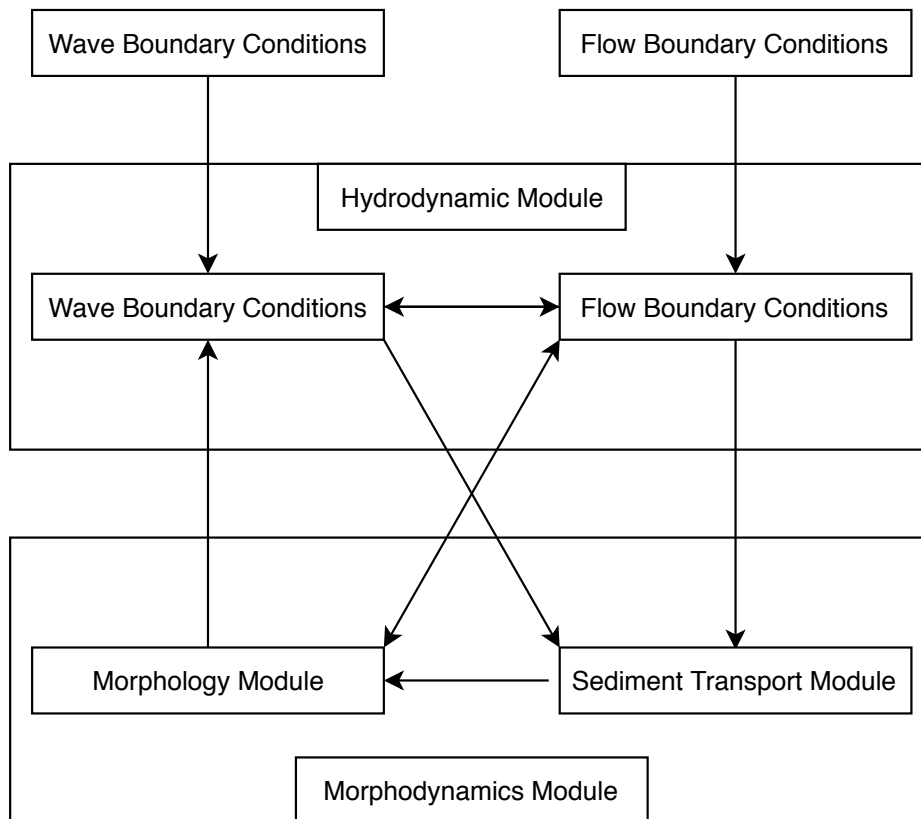 Wave Boundary Conditions
Flow Boundary Conditions
Hydrodynamic Module
Wave Boundary Conditions
Flow Boundary Conditions
Morphology Module
Sediment Transport Module
Morphodynamics Module